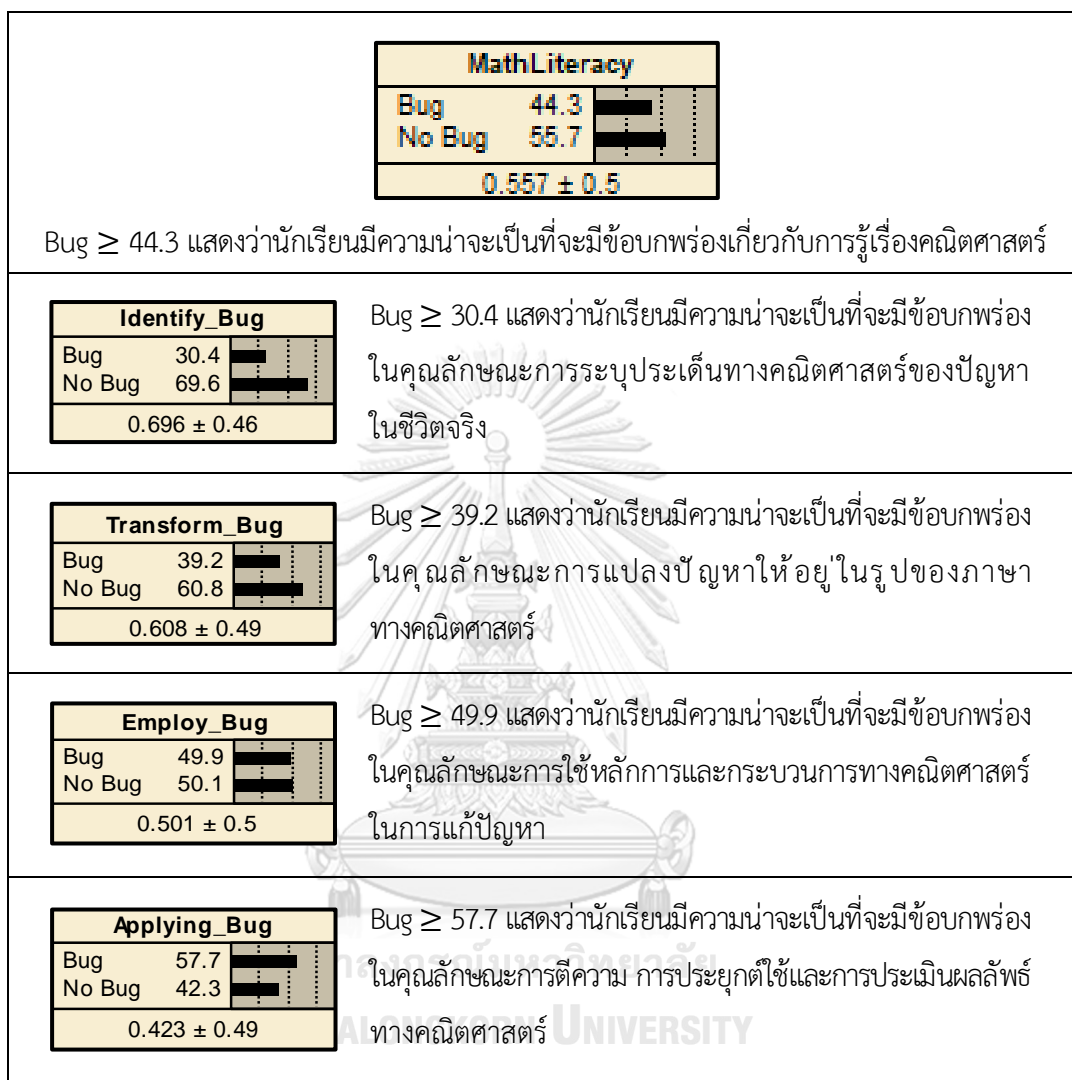 MathLiteracy
Bug 44.3
No Bug 55.7
0.557 ± 0.5
Bug ≥ 44.3 แสดงว่านักเรียนมีความน่าจะเป็นที่จะมีข้อบกพร่องเกี่ยวกับการรู้เรื่องคณิตศาสตร์
Identify_Bug
Bug 30.4
No Bug 69.6
0.696 ± 0.46
Bug ≥ 30.4 แสดงว่านักเรียนมีความน่าจะเป็นที่จะมีข้อบกพร่อง
ในคุณลักษณะการระบุประเด็นทางคณิตศาสตร์ของปัญหา
ในชีวิตจริง
Transform_Bug
Bug 39.2
No Bug 60.8
0.608 ± 0.49
Bug ≥ 39.2 แสดงว่านักเรียนมีความน่าจะเป็นที่จะมีข้อบกพร่อง
ในคุณลักษณะการแปลงปัญหาให้อยู่ในรูปของภาษา
ทางคณิตศาสตร์
Employ_Bug
Bug 49.9
No Bug 50.1
0.501 ± 0.5
Bug ≥ 49.9 แสดงว่านักเรียนมีความน่าจะเป็นที่จะมีข้อบกพร่อง
ในคุณลักษณะการใช้หลักการและกระบวนการทางคณิตศาสตร์
ในการแก้ปัญหา
Applying_Bug
Bug 57.7
No Bug 42.3
0.423 ± 0.49
Bug ≥ 57.7 แสดงว่านักเรียนมีความน่าจะเป็นที่จะมีข้อบกพร่อง
ในคุณลักษณะการตีความ การประยุกต์ใช้และการประเมินผลลัพธ์
ทางคณิตศาสตร์
UNIVERSITY